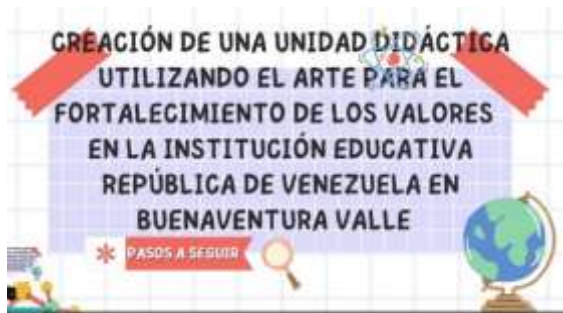 CREACIÓN DE UNA UNIDAD DIDÁCTICA
UTILIZANDO EL ARTE PARA EL
FORTALECIMIENTO DE LOS VALORES
EN LA INSTITUCIÓN EDUCATIVA
REPÚBLICA DE VENEZUELA EN
BUENAVENTURA VALLE
* PASOS A SEGUIR